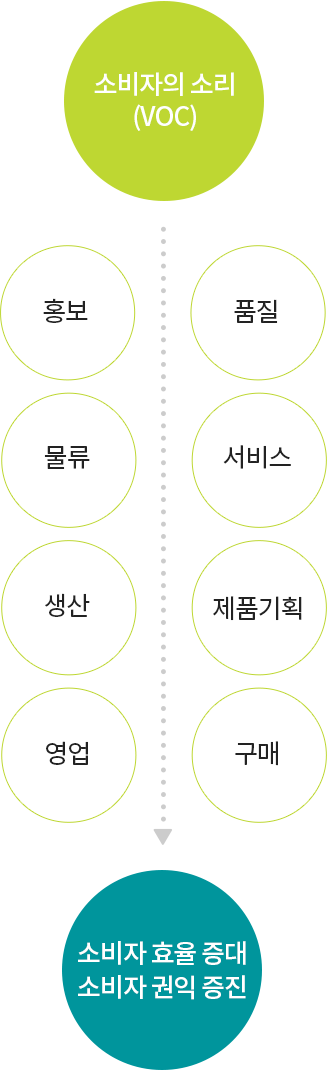 소비자의 소리
(VOC)
홍보
품질
물류
서비스
생산
제품기획
영업
구매
소비자 효율 증대
소비자 권익 증진